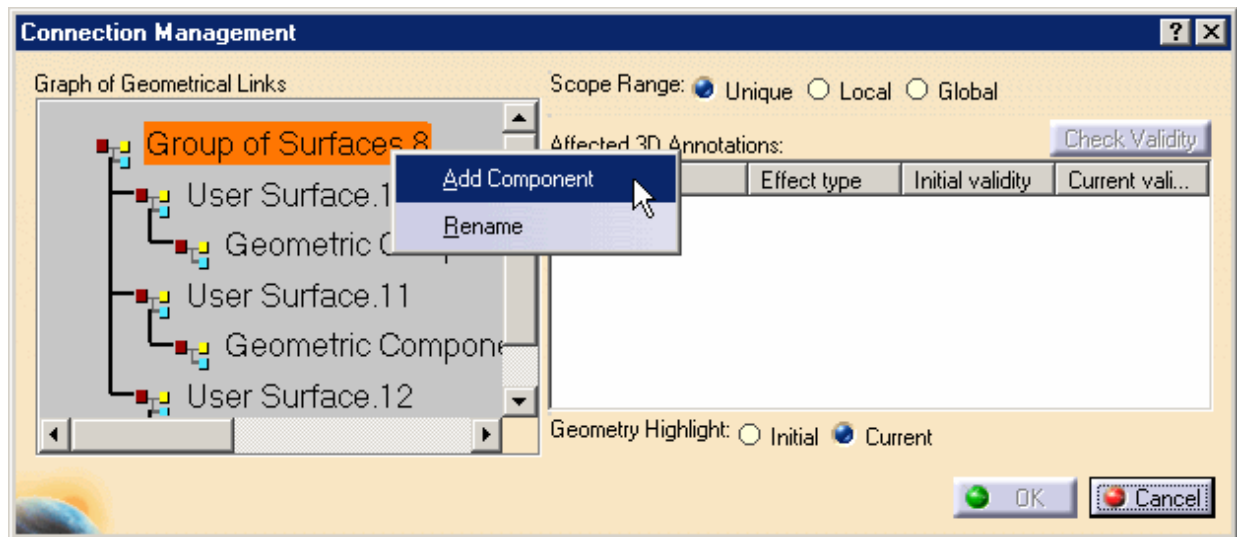 Connection Management
Graph of Geometrical Links
Group of Surfaces.8
User Surface.1
Geometric
User Surface.11
Geometric Compone
User Surface.12
Add Component
Rename
Scope Range: Unique Local Global
Affected 3D Annotations:
Check Validity
Effect type Initial validity Current vali...
Geometry Highlight: Initial Current
OK Cancel